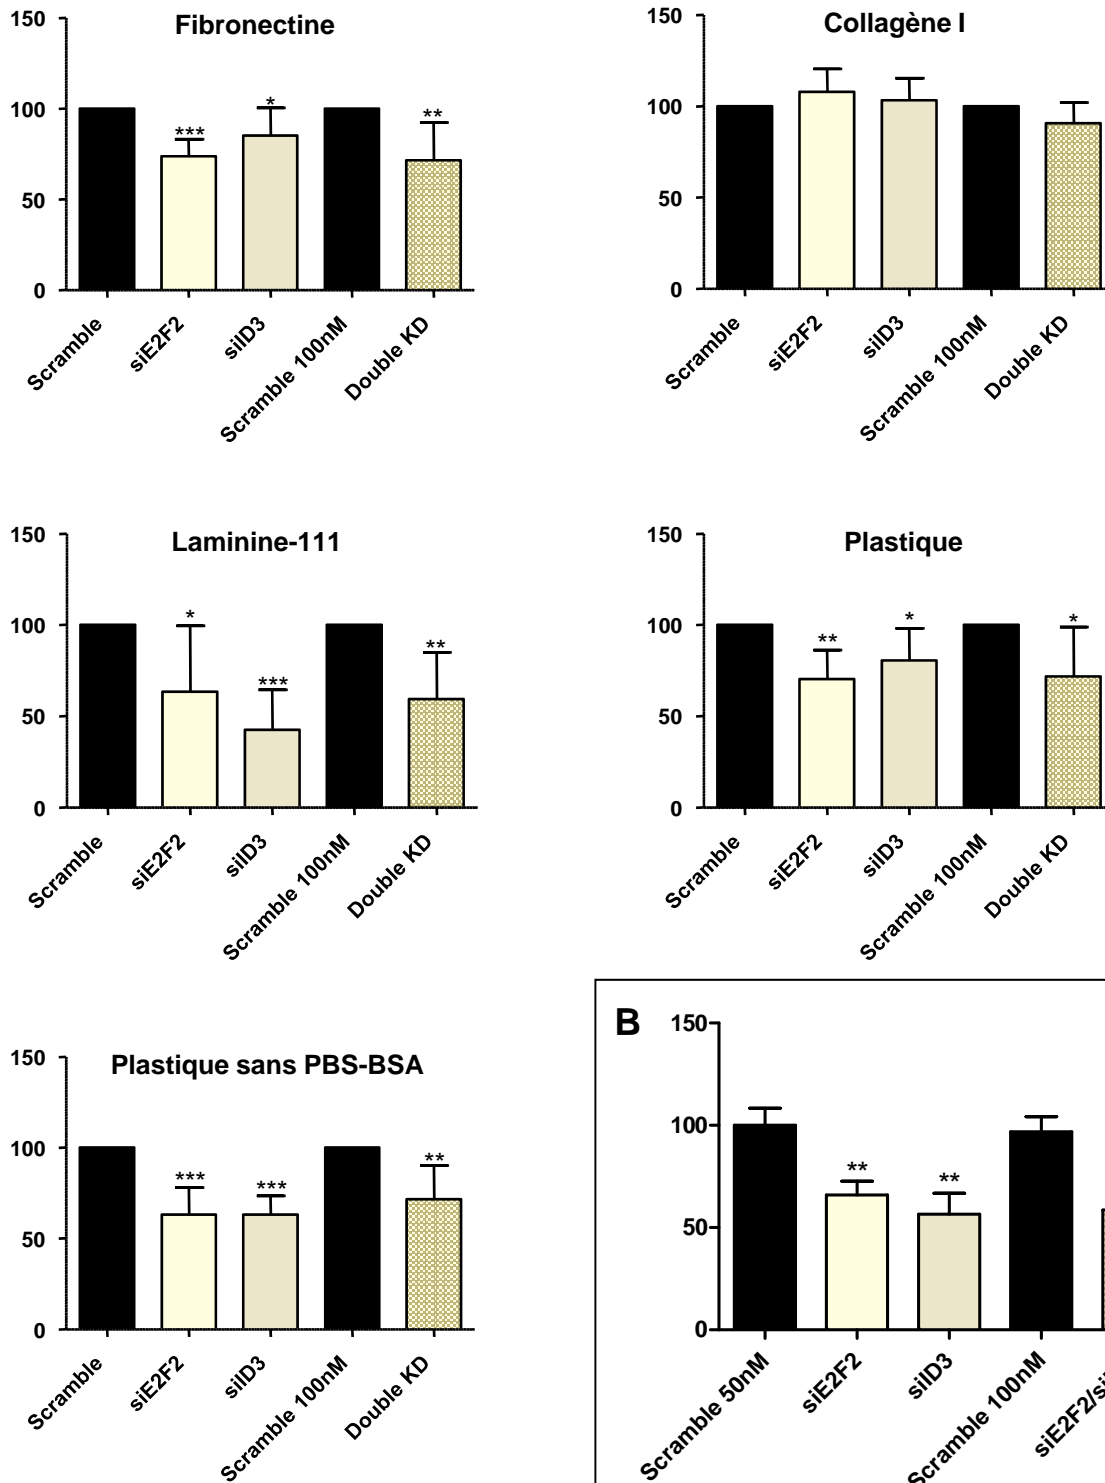 Fibronectine
150
100
50
0
***
*
**
Scramble
siE2F2
siID3
Scramble 100nM
Double KD
Collagène I
150
100
50
0
Scramble
siE2F2
siID3
Scramble 100nM
Double KD
Laminine-111
150
100
50
0
*
***
**
Scramble
siE2F2
siID3
Scramble 100nM
Double KD
Plastique
150
100
50
0
**
*
*
Scramble
siE2F2
siID3
Scramble 100nM
Double KD
Plastique sans PBS-BSA
150
100
50
0
***
***
**
Scramble
siE2F2
siID3
Scramble 100nM
Double KD
B
150
100
50
0
**
**
Scramble 50nM
siE2F2
siID3
Scramble 100nM
siE2F2/si